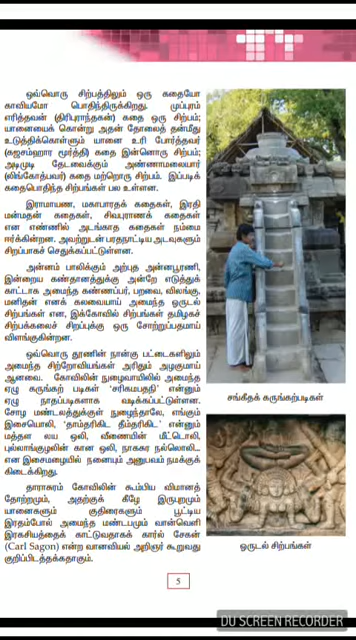 ஒவ்வொரு சிற்பத்திலும் ஒரு கதையோ
காவியமோ பொதிந்திருக்கிறது. முப்புரம்
எரித்தவன் (திரிபுராந்தகன்) கதை ஒரு சிற்பம்;
யானையைக் கொன்று அதன் தோலைத் தன்மீது
உடுத்திக்கொள்ளும் யானை உரி போர்த்தவர்
(கஜசம்ஹார மூர்த்தி) கதை இன்னொரு சிற்பம்;
அடிமுடி தேடவைக்கும் அண்ணாமலையார்
(லிங்கோத்பவர்) கதை மற்றொரு சிற்பம். இப்படிக்
கதைபொதிந்த சிற்பங்கள் பல உள்ளன.
இராமாயண, மகாபாரதக் கதைகள், இரதி
மன்மதன் கதைகள், சிவபுராணக் கதைகள்
என எண்ணில் அடங்காத கதைகள் நம்மை
ஈர்க்கின்றன. அவற்றுடன் பரதநாட்டிய அடவுகளும்
சிறப்பாகச் செதுக்கப்பட்டுள்ளன.
அன்னம் பாலிக்கும் அற்புத அன்னபூரணி,
இன்றைய கண்தானத்துக்கு அன்றே எடுத்துக்
காட்டாக அமைந்த கண்ணப்பர், பறவை, விலங்கு,
மனிதன் எனக் கலவையாய் அமைந்த ஒருடல்
சிற்பங்கள் என, இக்கோவில் சிற்பங்கள் தமிழகச்
சிற்பக்கலைச் சிறப்புக்கு ஒரு சோற்றுப்பதமாய்
விளங்குகின்றன.
ஒவ்வொரு தூணின் நான்கு பட்டைகளிலும்
அமைந்த சிற்றோவியங்கள் அரிதும் அழகுமாய்
ஆனவை. கோவிலின் நுழைவாயிலில் அமைந்த
ஏழு கருங்கற் படிகள் ‘சரிகமபதநி’ என்னும்
ஏழு நாதப்படிகளாக வடிக்கப்பட்டுள்ளன.
சோழ மண்டலத்துக்குள் நுழைந்தாலே, எங்கும்
இசையொலி, ‘தாம்தரிகிட தீம்தரிகிட’ என்னும்
மத்தள லய ஒலி, வீணையின் மீட்டொலி,
புல்லாங்குழலின் கான ஒலி, நாகசுர நல்லொலி...
என இசைமழையில் நனையும் அனுபவம் நமக்குக்
கிடைக்கிறது.
தாராசுரம் கோவிலின் கூம்பிய விமானத்
தோற்றமும், அதற்குக் கீழே இருபுறமும்
யானைகளும் குதிரைகளும் பூட்டிய
இரதம்போல் அமைந்த மண்டபமும் வான்வெளி
இரகசியத்தைக் காட்டுவதாகக் கார்ல் சேகன்
(Carl Sagon) என்ற வானவியல் அறிஞர் கூறுவது
குறிப்பிடத்தக்கதாகும்.
சங்கீதக் கருங்கற்படிகள்
ஒருடல் சிற்பங்கள்
5
DU SCREEN RECORDER